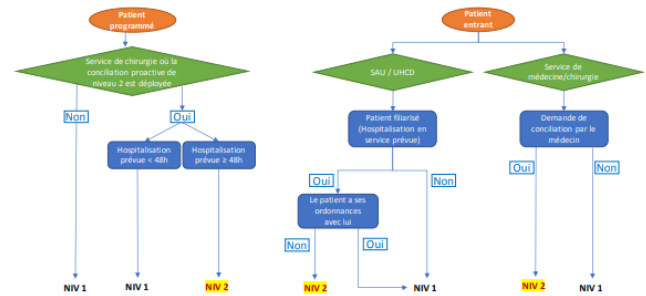 Patient
programmé
Service de chirurgie où la
conciliation proactive de
niveau 2 est déployée
Non
Oui
Hospitalisation
prévue < 48h
Hospitalisation
prévue ≥ 48h
NIV 1
NIV 1
NIV 2
Patient
entrant
SAU / UHCD
Service de
médecine/chirurgie
Patient filiarisé
(Hospitalisation en
service prévue)
Demande de
conciliation par le
médecin
Oui
Non
Oui
Non
Le patient a ses
ordonnances
avec lui
Non
Oui
NIV 2
NIV 1
NIV 2
NIV 1